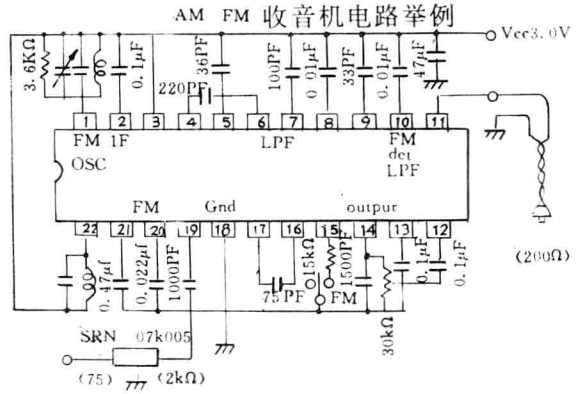 AM FM 收音机电路举例
Vcc3.0V
3.6KΩ
0.1μF
36PF
100PF
0.01μF
33PF
0.01μF
47μF
220PF
1 2 3 4 5 6 7 8 9 10 11
FM IF LPF FM
OSC det
LPF
FM Gnd output
22 21 20 19 18 17 16 15 14 13 12
0.47μf
0.022μf
1000PF
75PF
15kΩ
FM
1500PF
30kΩ
0.1μF
0.1μF
(200Ω)
SRN 07k005
(75) (2kΩ)